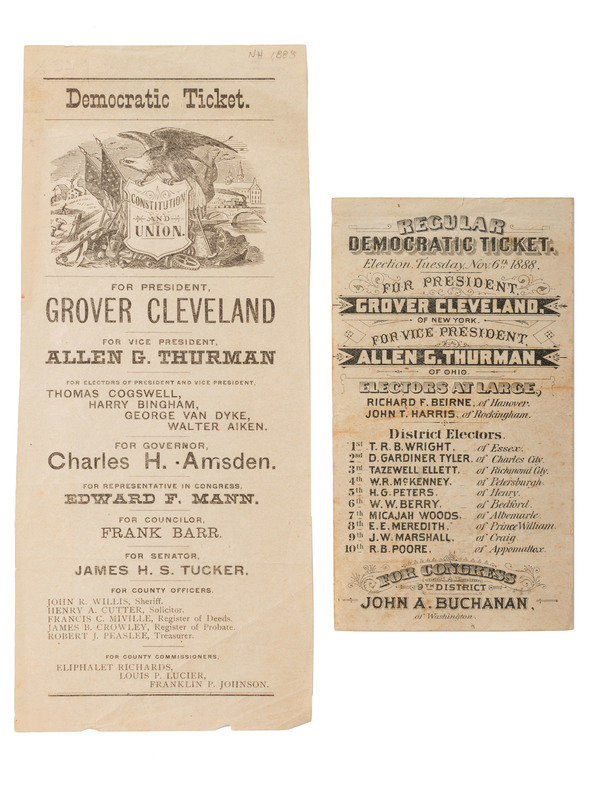 NH 1888
Democratic Ticket.
CONSTITUTION
AND
UNION.
FOR PRESIDENT,
GROVER CLEVELAND
FOR VICE PRESIDENT,
ALLEN G. THURMAN
FOR ELECTORS OF PRESIDENT AND VICE PRESIDENT,
THOMAS COGSWELL,
HARRY BINGHAM,
GEORGE VAN DYKE,
WALTER AIKEN.
FOR GOVERNOR,
Charles H. Amsden.
FOR REPRESENTATIVE IN CONGRESS,
EDWARD F. MANN.
FOR COUNCILOR,
FRANK BARR.
FOR SENATOR,
JAMES H. S. TUCKER.
FOR COUNTY OFFICERS.
JOHN R. WILLIS, Sheriff.
HENRY A. CUTTER, Solicitor.
FRANCIS C. MIVILLE, Register of Deeds.
JAMES B. CROWLEY, Register of Probate.
ROBERT J. PEASLEE, Treasurer.
FOR COUNTY COMMISSIONERS,
ELIPHALET RICHARDS,
LOUIS P. LUCIER,
FRANKLIN P. JOHNSON.
REGULAR
DEMOCRATIC TICKET.
Election, Tuesday, Nov. 6th 1888.
FOR PRESIDENT
GROVER CLEVELAND.
OF NEW YORK
FOR VICE PRESIDENT
ALLEN G. THURMAN.
OF OHIO
ELECTORS AT LARGE,
RICHARD F. BEIRNE, of Hanover.
JOHN T. HARRIS, of Rockingham.
District Electors.
1st T. R. B. WRIGHT, of Essex.
2nd D. GARDINER TYLER, of Charles City.
3rd TAZEWELL ELLETT, of Richmond City.
4th W. R. McKENNEY, of Petersburgh.
5th H. G. PETERS, of Henry.
6th W. W. BERRY, of Bedford.
7th MICAJAH WOODS, of Albemarle.
8th E. E. MEREDITH, of Prince William.
9th J. W. MARSHALL, of Craig
10th R. B. POORE, of Appomattox.
FOR CONGRESS
9TH DISTRICT
JOHN A. BUCHANAN,
of Washington.